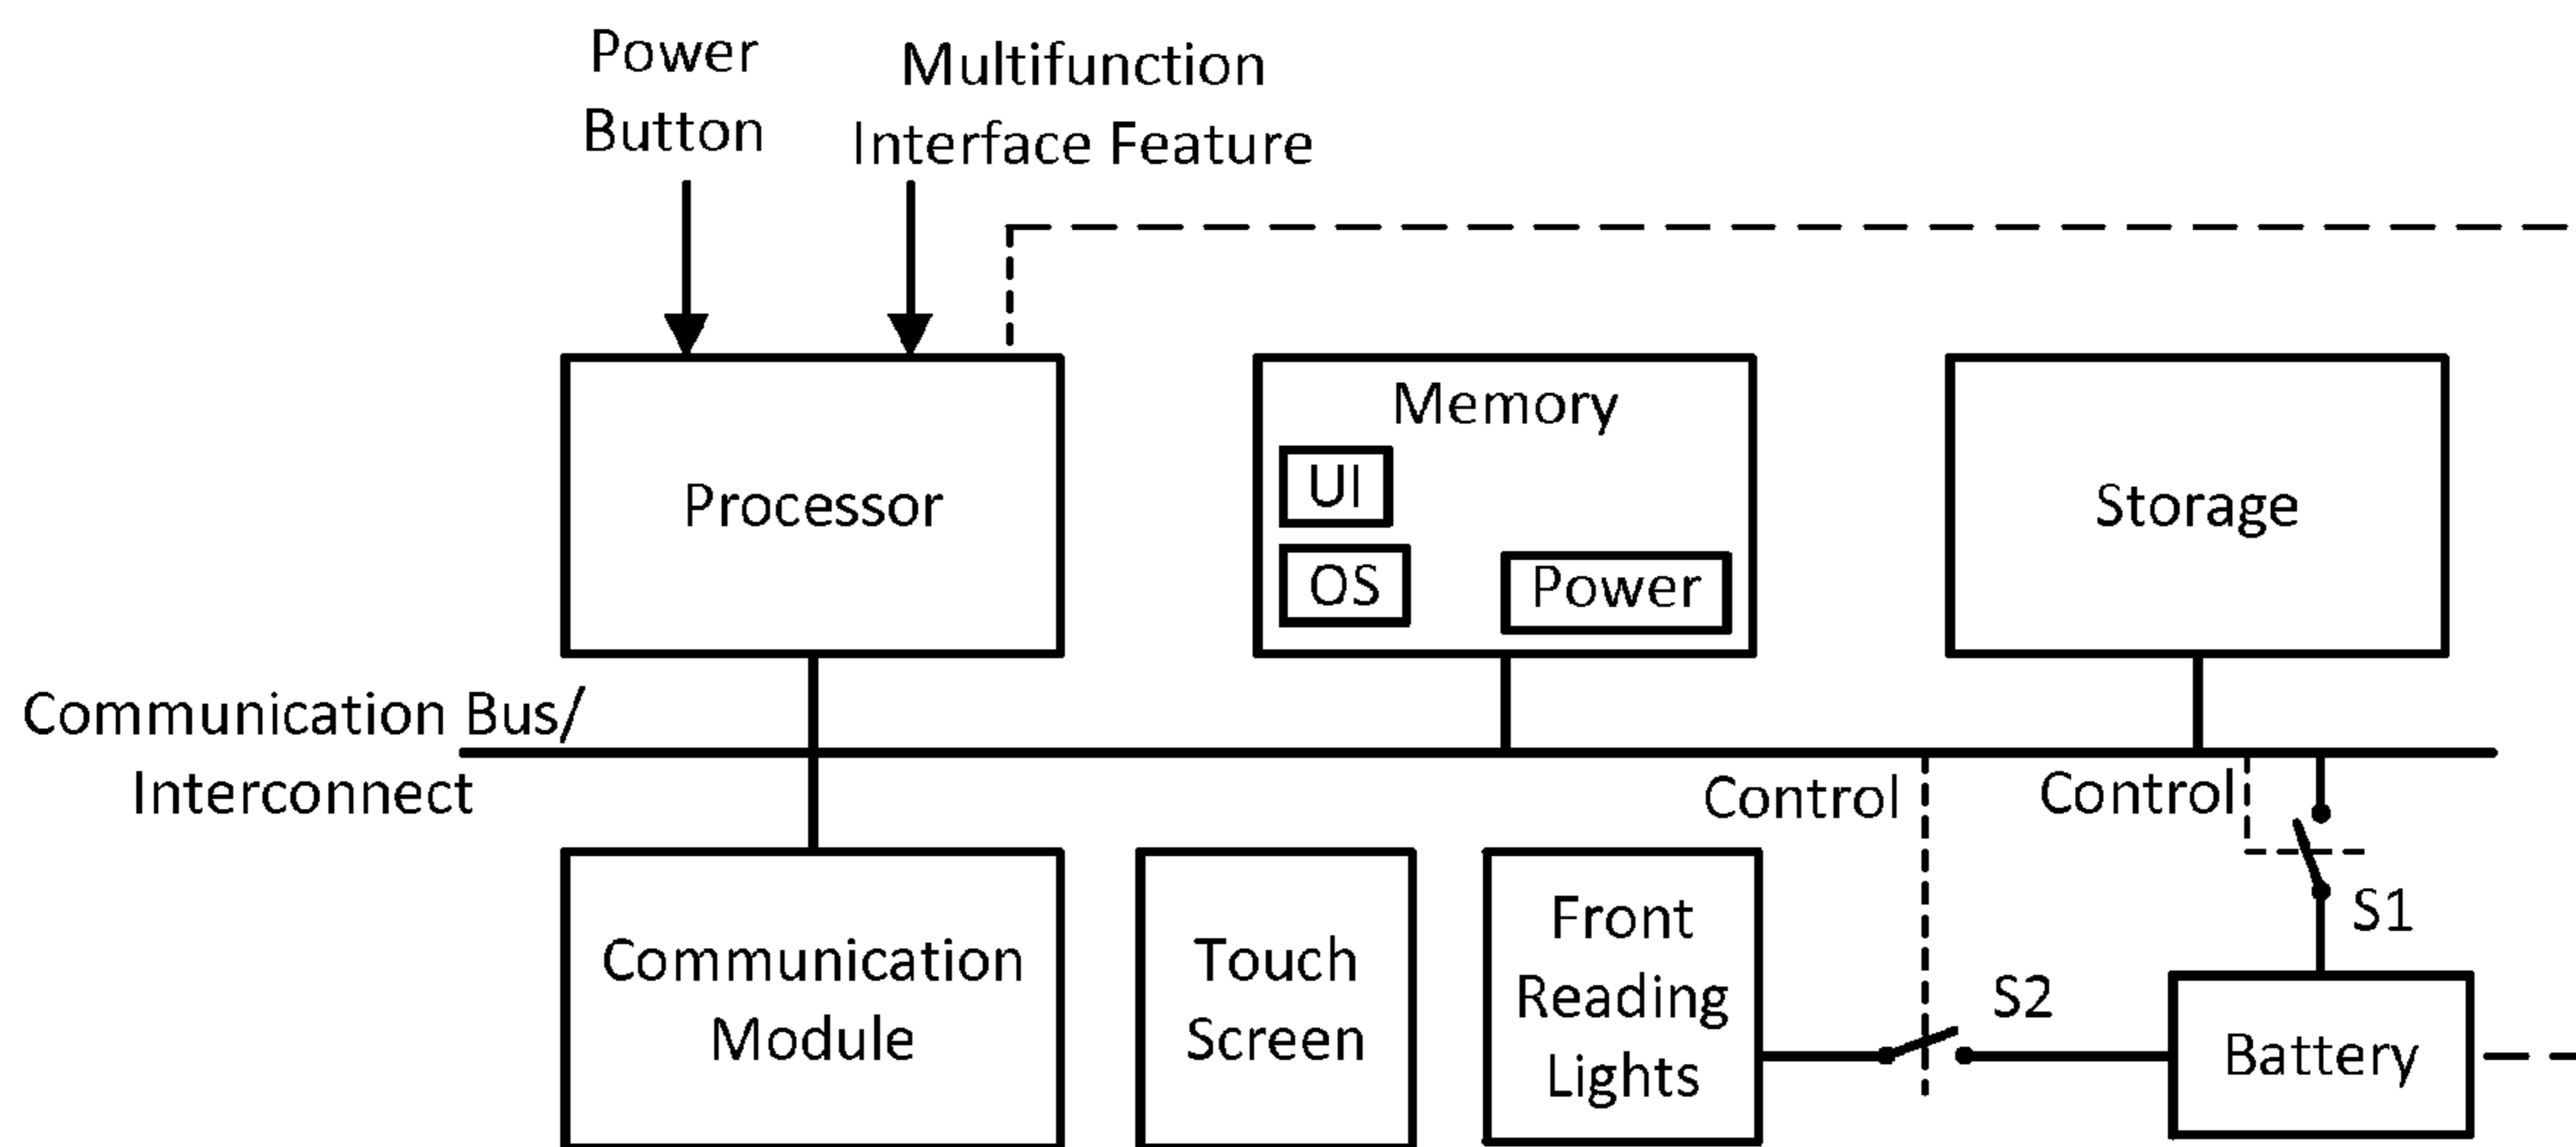 Power
Button
Multifunction
Interface Feature
Processor
Memory
UI
OS
Power
Storage
Communication Bus/
Interconnect
Control
Control
S1
Communication
Module
Touch
Screen
Front
Reading
Lights
S2
Battery